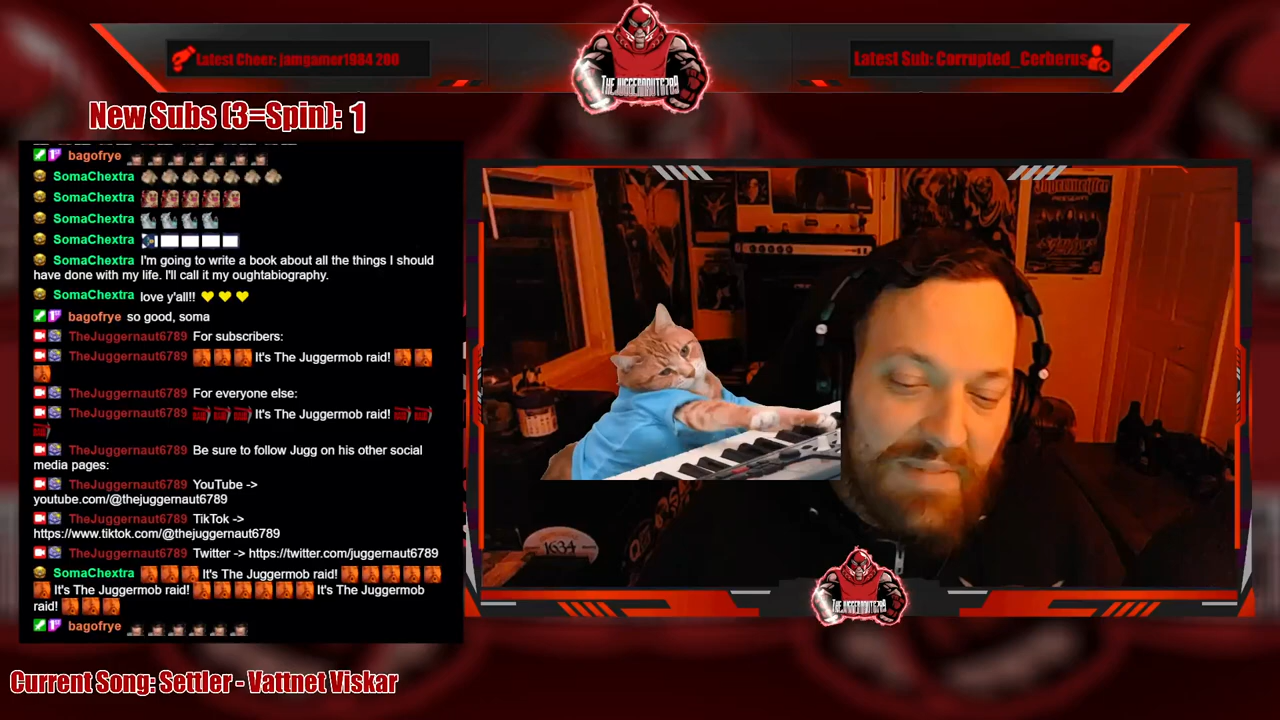 Latest Cheer: jamgamer1984 200
THEJUGGERNAUT6789
Latest Sub: Corrupted_Cerberus
New Subs (3=Spin): 1
bagofrye
SomaChextra
SomaChextra
SomaChextra
SomaChextra
SomaChextra I'm going to write a book about all the things I should
have done with my life. I'll call it my oughtabiography.
SomaChextra love y'all!!
bagofrye so good, soma
TheJuggernaut6789 For subscribers:
TheJuggernaut6789 It's The Juggermob raid!
TheJuggernaut6789 For everyone else:
TheJuggernaut6789 It's The Juggermob raid!
TheJuggernaut6789 Be sure to follow Jugg on his other social
media pages:
TheJuggernaut6789 YouTube ->
youtube.com/@thejuggernaut6789
TheJuggernaut6789 TikTok ->
https://www.tiktok.com/@thejuggernaut6789
TheJuggernaut6789 Twitter -> https://twitter.com/juggernaut6789
SomaChextra It's The Juggermob raid!
It's The Juggermob raid! It's The Juggermob
raid!
bagofrye
Jägermeister
1634
THEJUGGERNAUT6789
Current Song: Settler - Vattnet Viskar